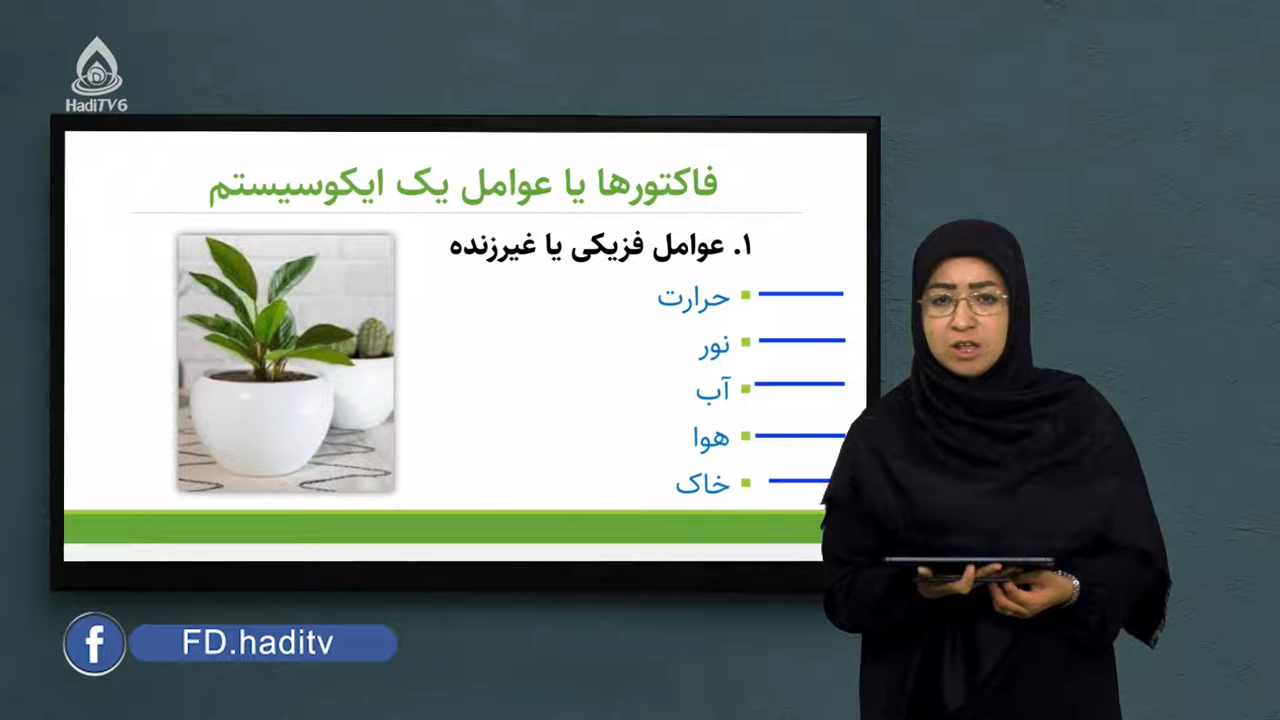 HadiTV6
فاکتورها یا عوامل یک ایکوسیستم
۱. عوامل فزیکی یا غیرزنده
حرارت
نور
آب
هوا
خاک
f FD.haditv